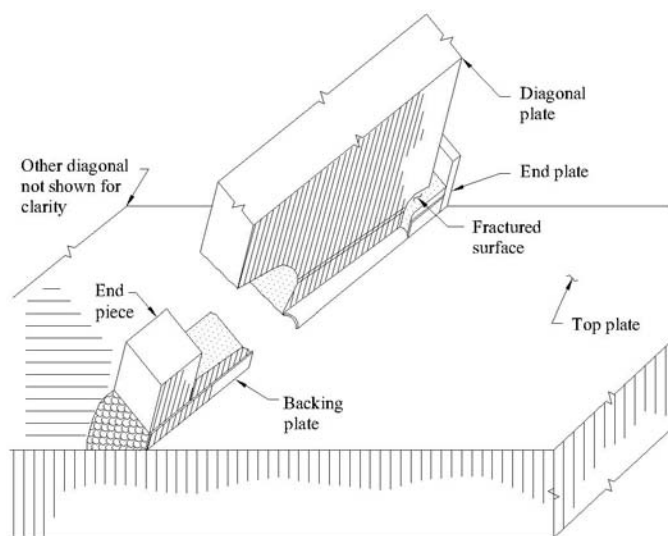 Diagonal
plate
Other diagonal
not shown for
clarity
End plate
Fractured
surface
End
piece
Top plate
Backing
plate